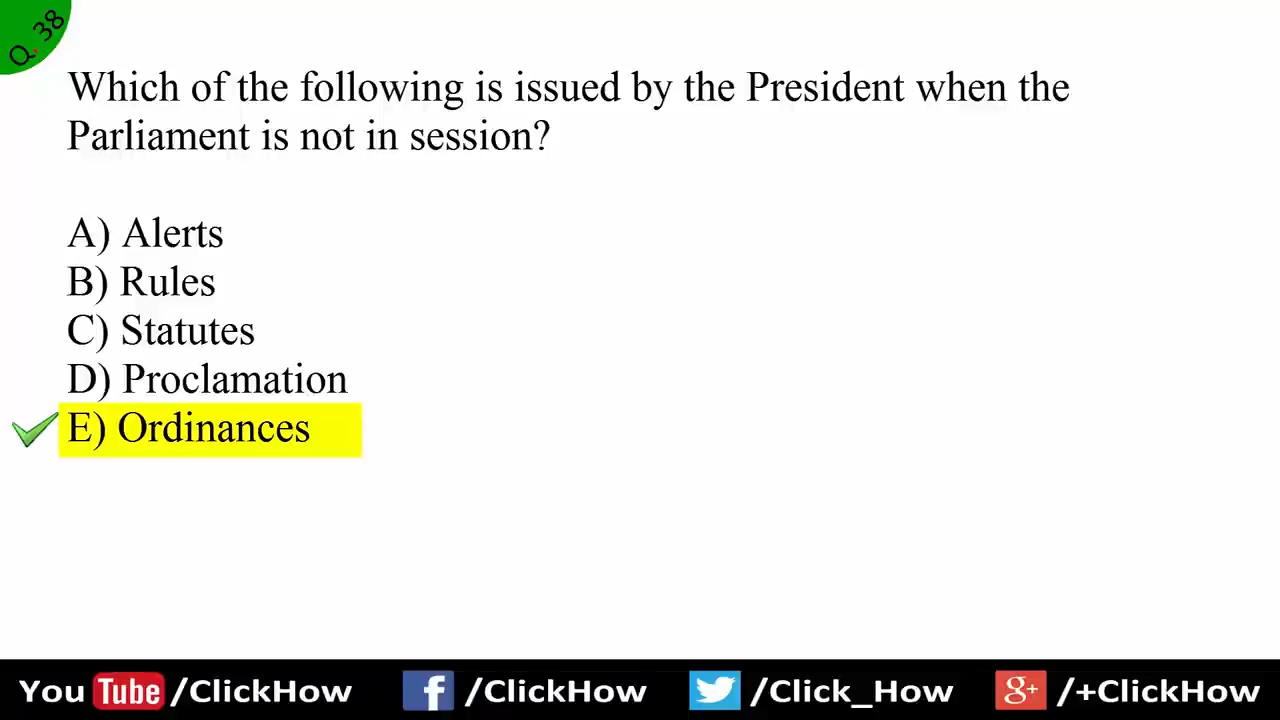 Q. 38
Which of the following is issued by the President when the
Parliament is not in session?
A) Alerts
B) Rules
C) Statutes
D) Proclamation
E) Ordinances
You Tube /ClickHow f /ClickHow /Click_How g+ /+ClickHow